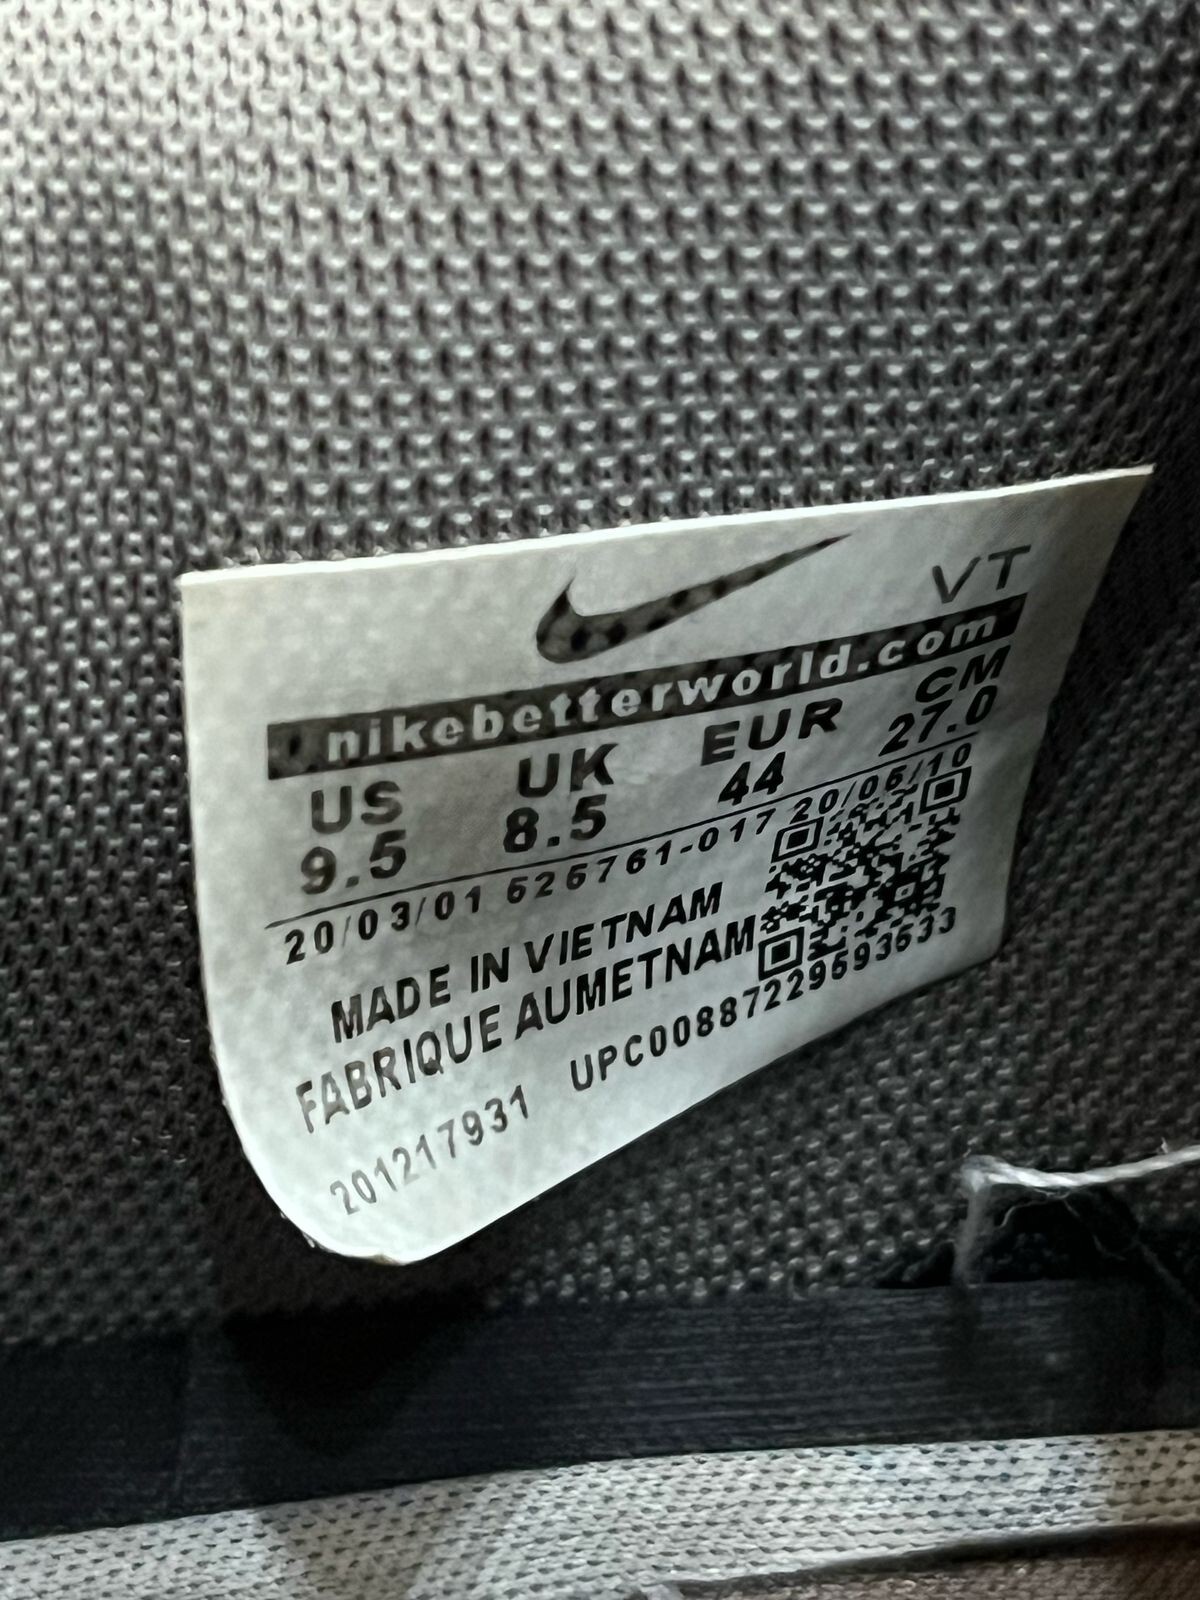 VT
nikebetterworld.com
US UK EUR CM
9.5 8.5 44 27.0
20/03/01 526761-017 20/06/10
MADE IN VIETNAM
FABRIQUE AUMETNAM
201217931 UPC00887229693633